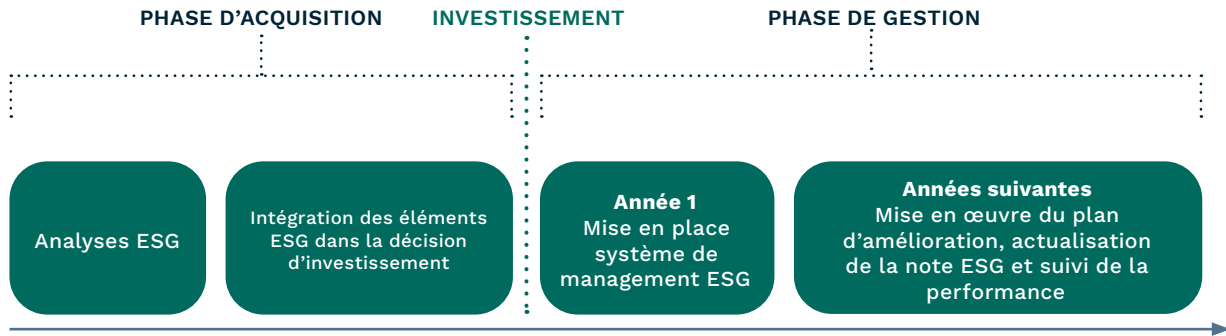 PHASE D’ACQUISITION
INVESTISSEMENT
PHASE DE GESTION
Analyses ESG
Intégration des éléments
ESG dans la décision
d’investissement
Année 1
Mise en place
système de
management ESG
Années suivantes
Mise en œuvre du plan
d’amélioration, actualisation
de la note ESG et suivi de la
performance